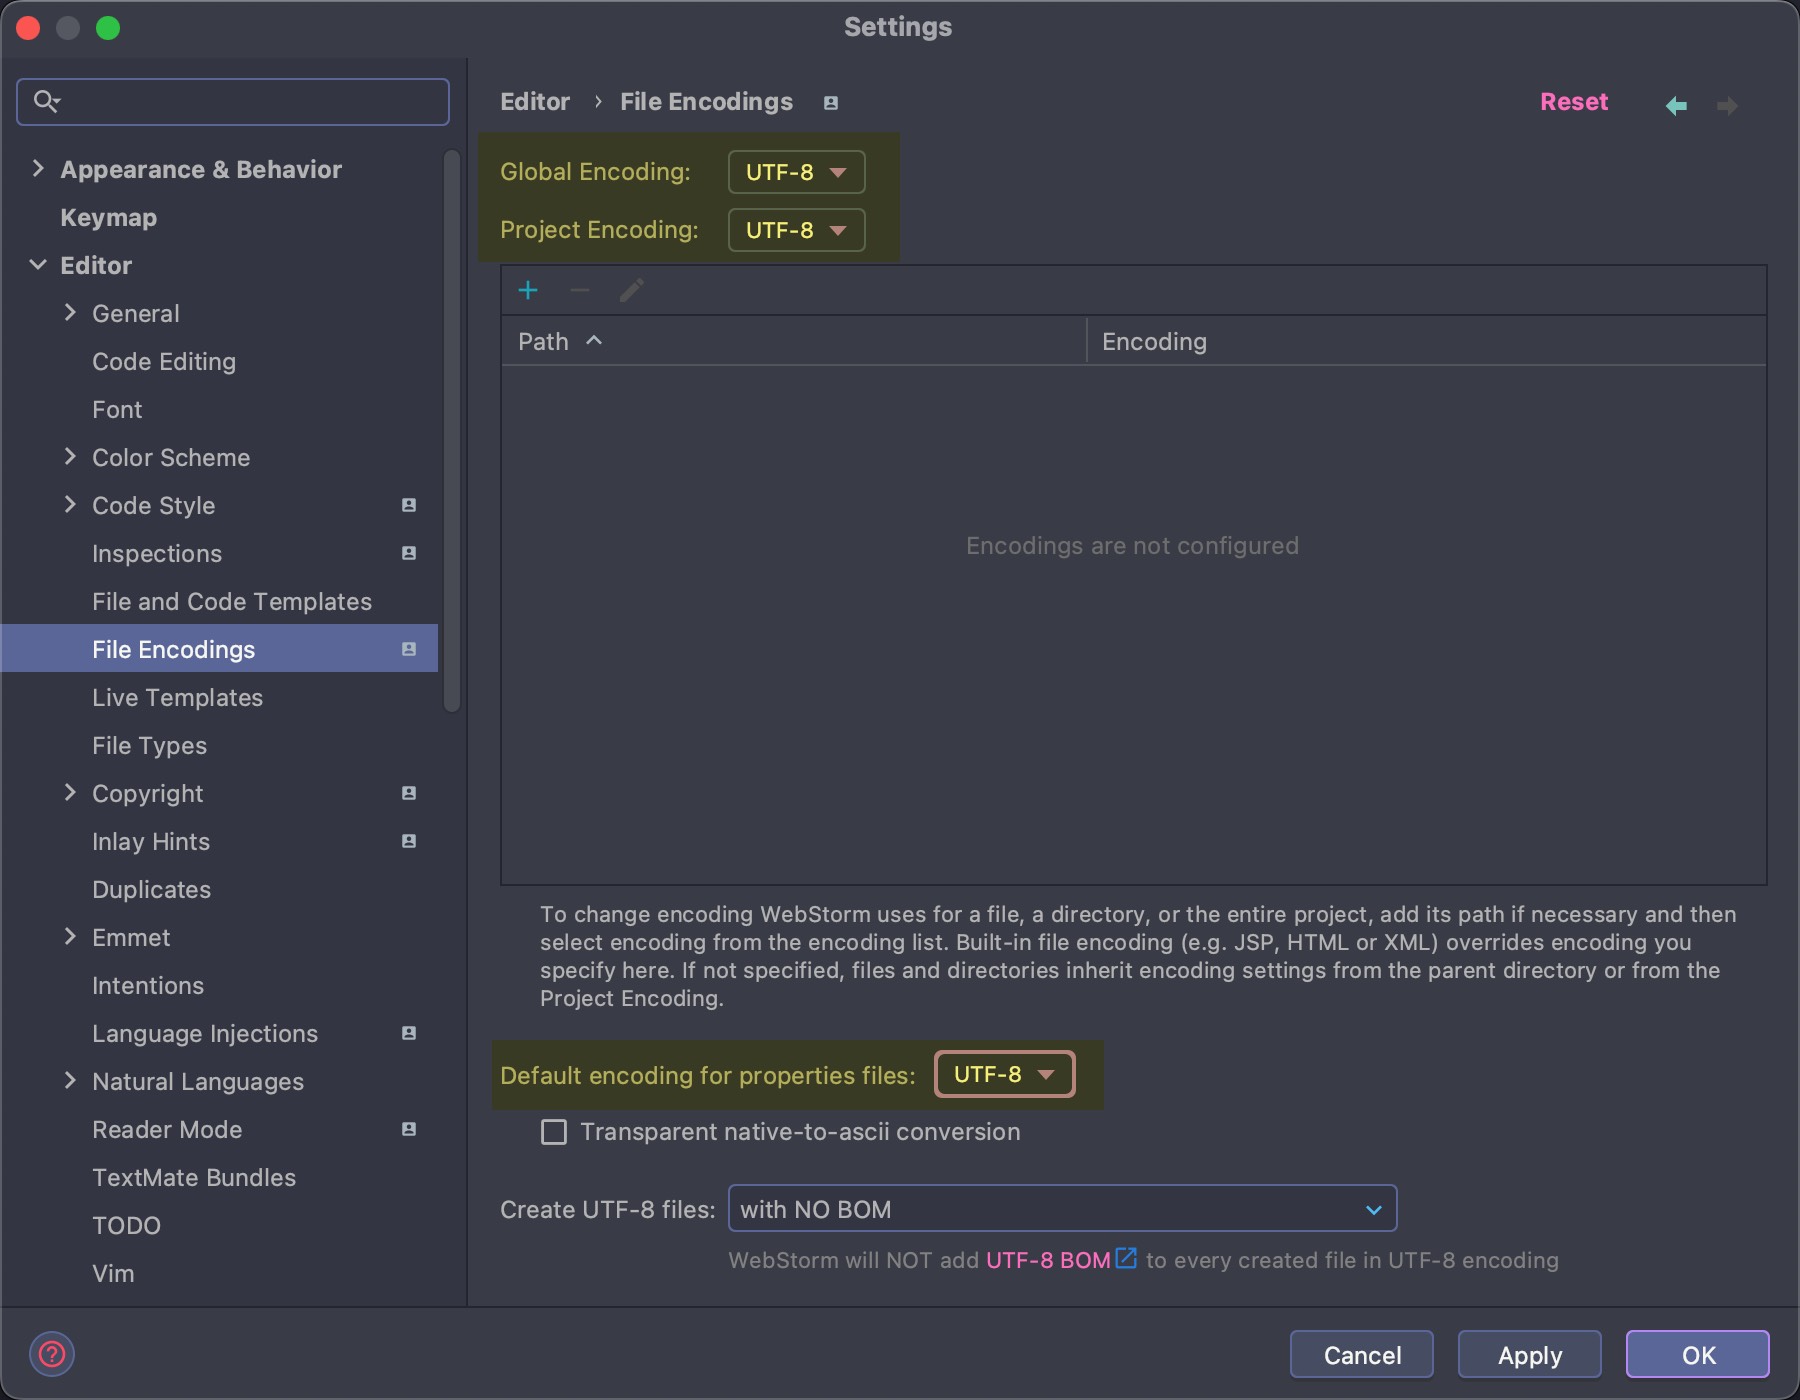 Settings
Editor › File Encodings
Reset
Appearance & Behavior
Keymap
Editor
General
Code Editing
Font
Color Scheme
Code Style
Inspections
File and Code Templates
File Encodings
Live Templates
File Types
Copyright
Inlay Hints
Duplicates
Emmet
Intentions
Language Injections
Natural Languages
Reader Mode
TextMate Bundles
TODO
Vim
Global Encoding: UTF-8
Project Encoding: UTF-8
Path Encoding
Encodings are not configured
To change encoding WebStorm uses for a file, a directory, or the entire project, add its path if necessary and then
select encoding from the encoding list. Built-in file encoding (e.g. JSP, HTML or XML) overrides encoding you
specify here. If not specified, files and directories inherit encoding settings from the parent directory or from the
Project Encoding.
Default encoding for properties files: UTF-8
Transparent native-to-ascii conversion
Create UTF-8 files: with NO BOM
WebStorm will NOT add UTF-8 BOM to every created file in UTF-8 encoding
?
Cancel Apply OK